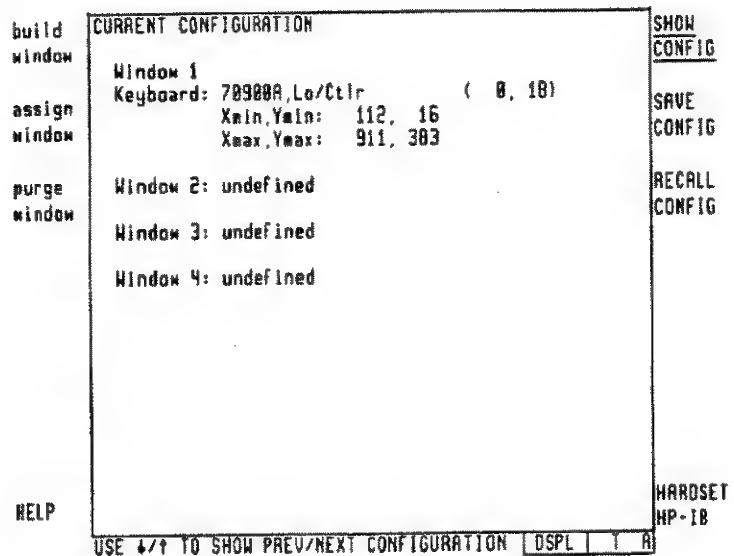 build
window
assign
window
purge
window
HELP
CURRENT CONFIGURATION
Window 1
Keyboard: 70900A,Lo/Ctlr ( 0, 18)
Xmin,Ymin: 112, 16
Xmax,Ymax: 911, 383
Window 2: undefined
Window 3: undefined
Window 4: undefined
USE ↓/↑ TO SHOW PREV/NEXT CONFIGURATION DSPL T A
SHOW
CONFIG
SAVE
CONFIG
RECALL
CONFIG
HARDSET
HP-IB